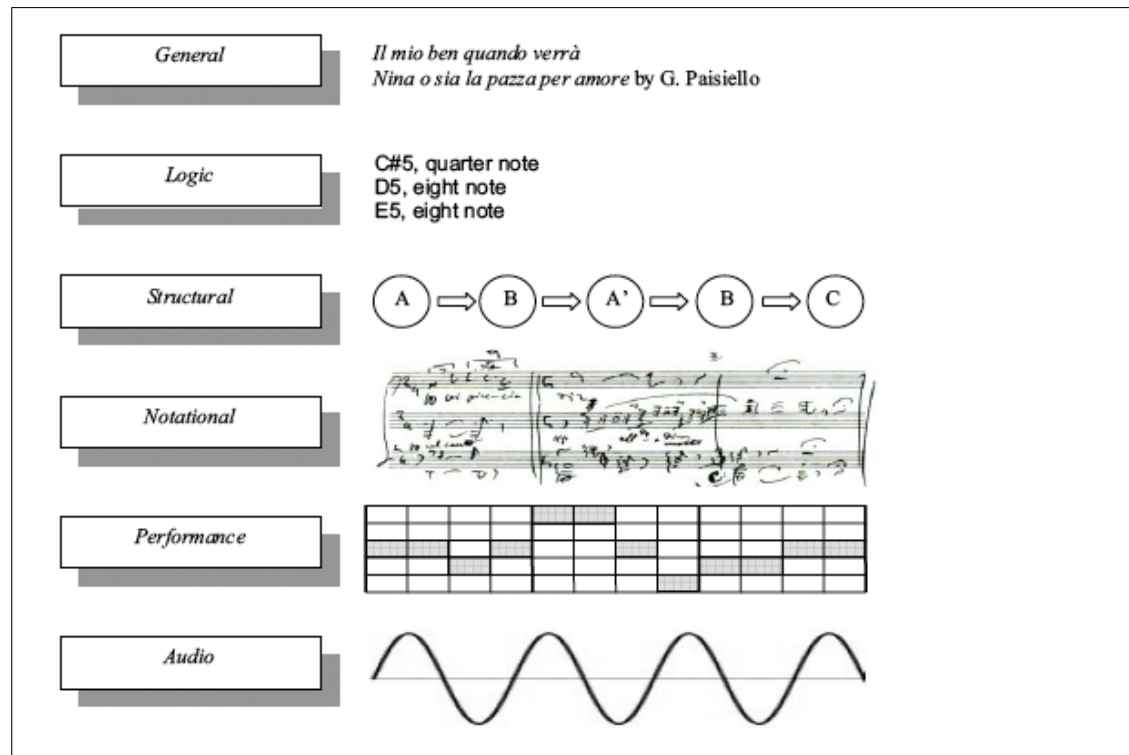 General
Il mio ben quando verrà
Nina o sia la pazza per amore by G. Paisiello
Logic
C#5, quarter note
D5, eight note
E5, eight note
Structural
A B A’ B C
Notational
Performance
Audio